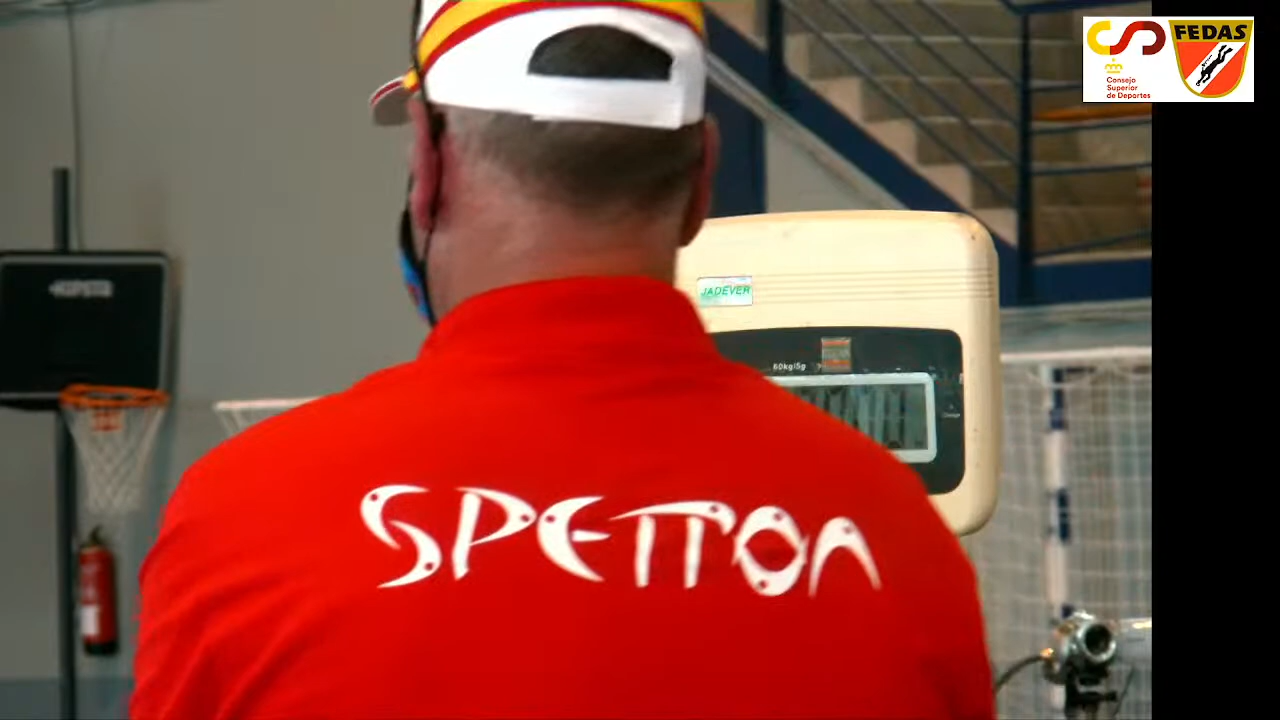 FEDAS
Consejo
Superior
de Deportes
JADEVER
60kg/5g
SPETTON